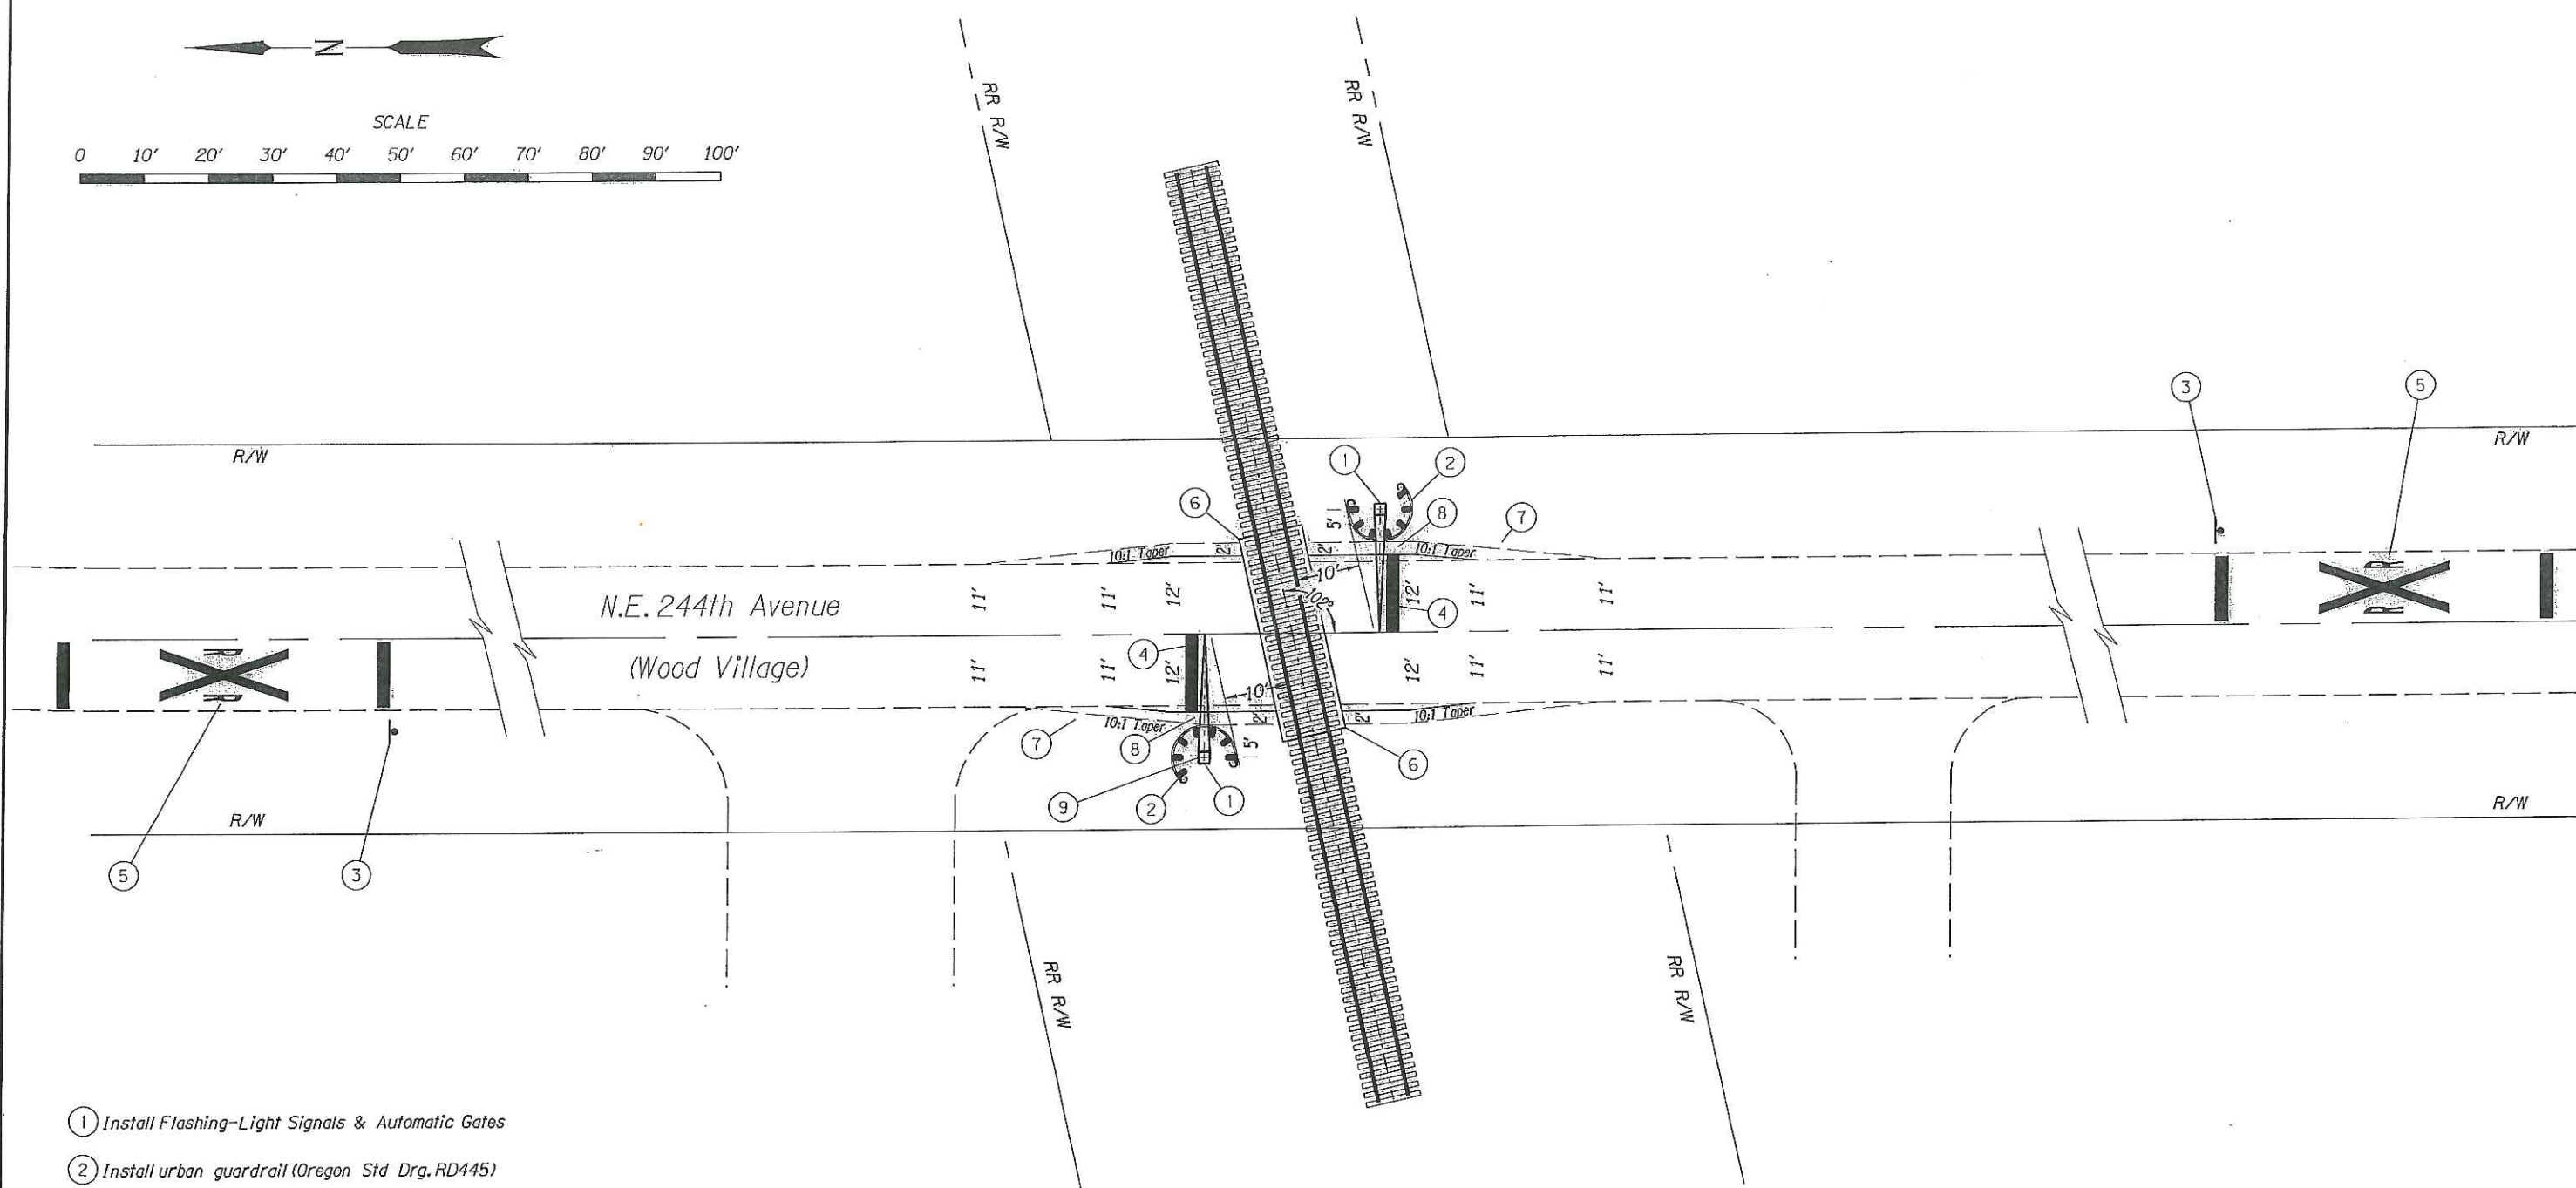 N
SCALE
0 10' 20' 30' 40' 50' 60' 70' 80' 90' 100'
RR R/W
RR R/W
3
5
R/W
R/W
1
2
6
8
7
5'
10:1 Taper
2'
2'
10:1 Taper
R
R
10'
102°
N.E. 244th Avenue
11'
11'
12'
12'
11'
11'
4
(Wood Village)
11'
11'
12'
12'
11'
11'
4
R
R
10'
10:1 Taper
2'
2'
10:1 Taper
7
8
5'
6
9
2
1
R/W
R/W
5
3
RR R/W
RR R/W
1 Install Flashing-Light Signals & Automatic Gates
2 Install urban guardrail (Oregon Std Drg. RD445)